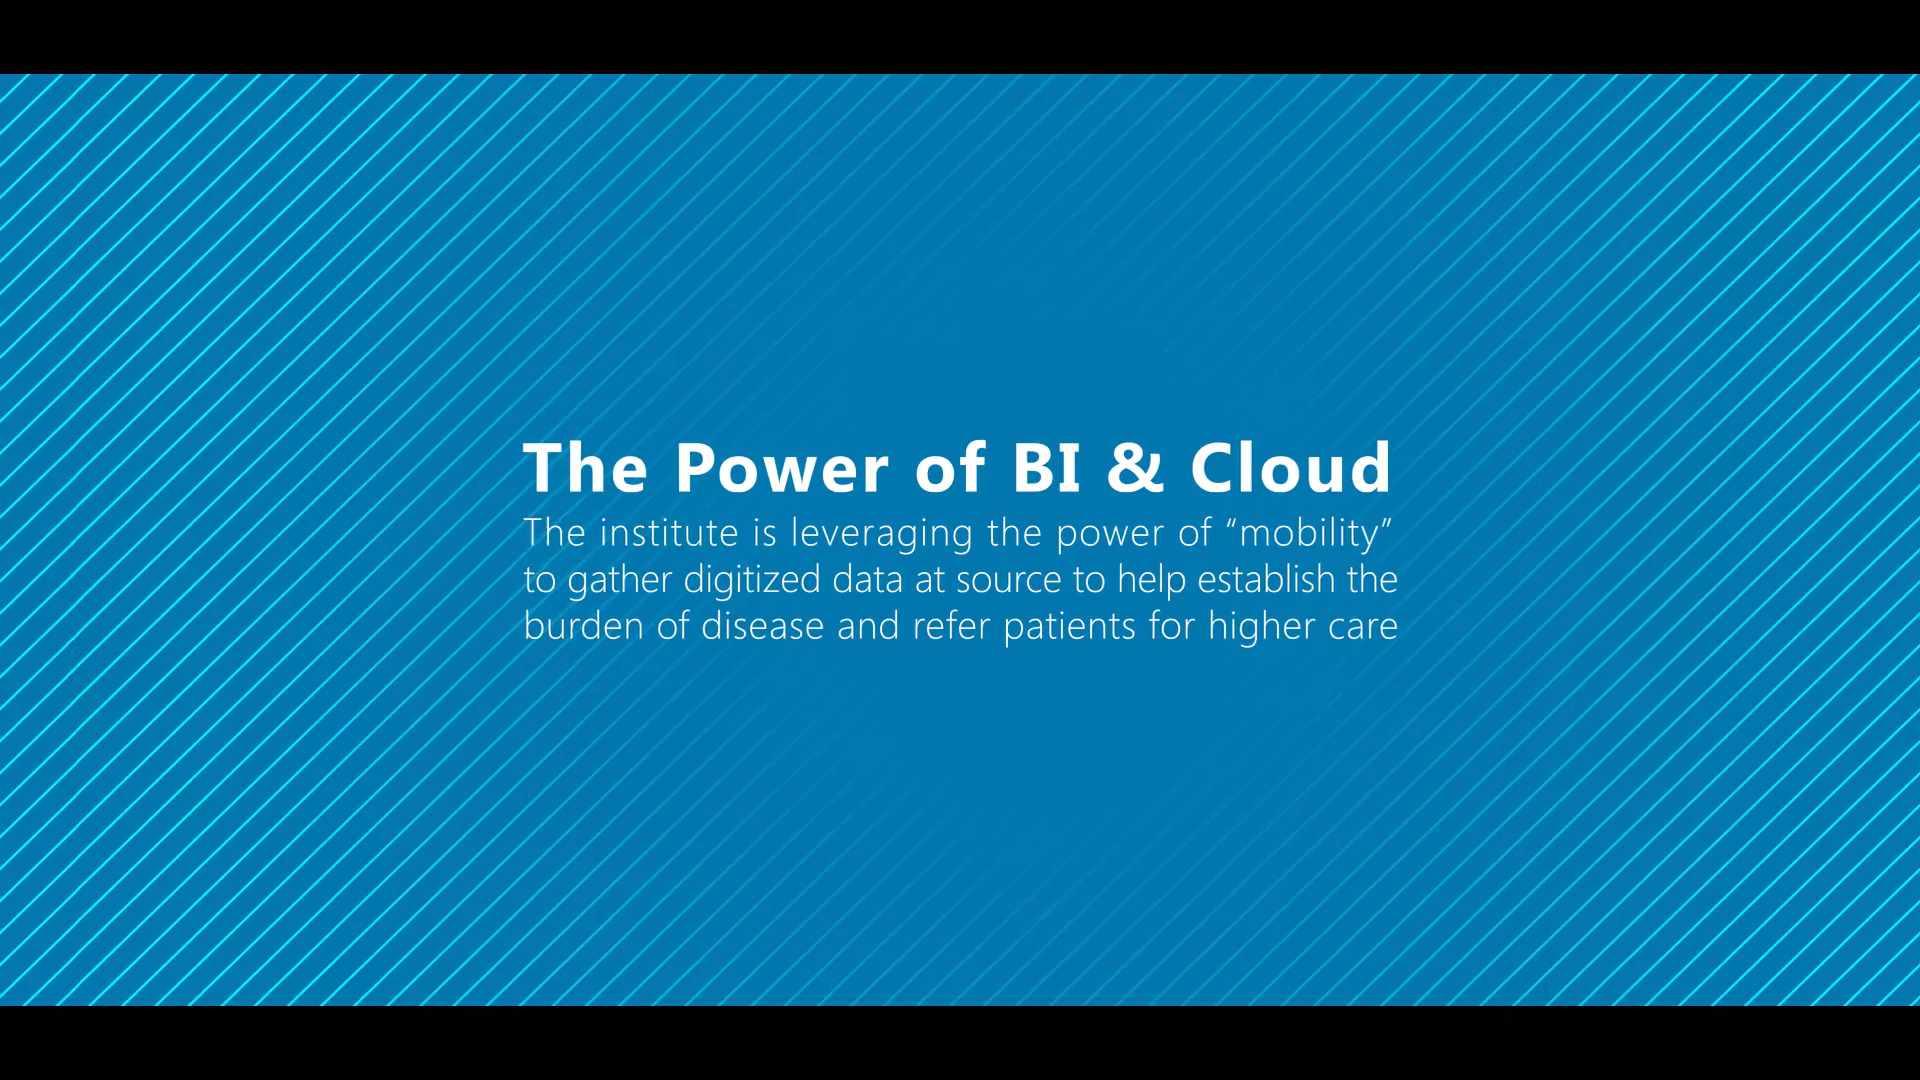 The Power of BI & Cloud
The institute is leveraging the power of “mobility”
to gather digitized data at source to help establish the
burden of disease and refer patients for higher care